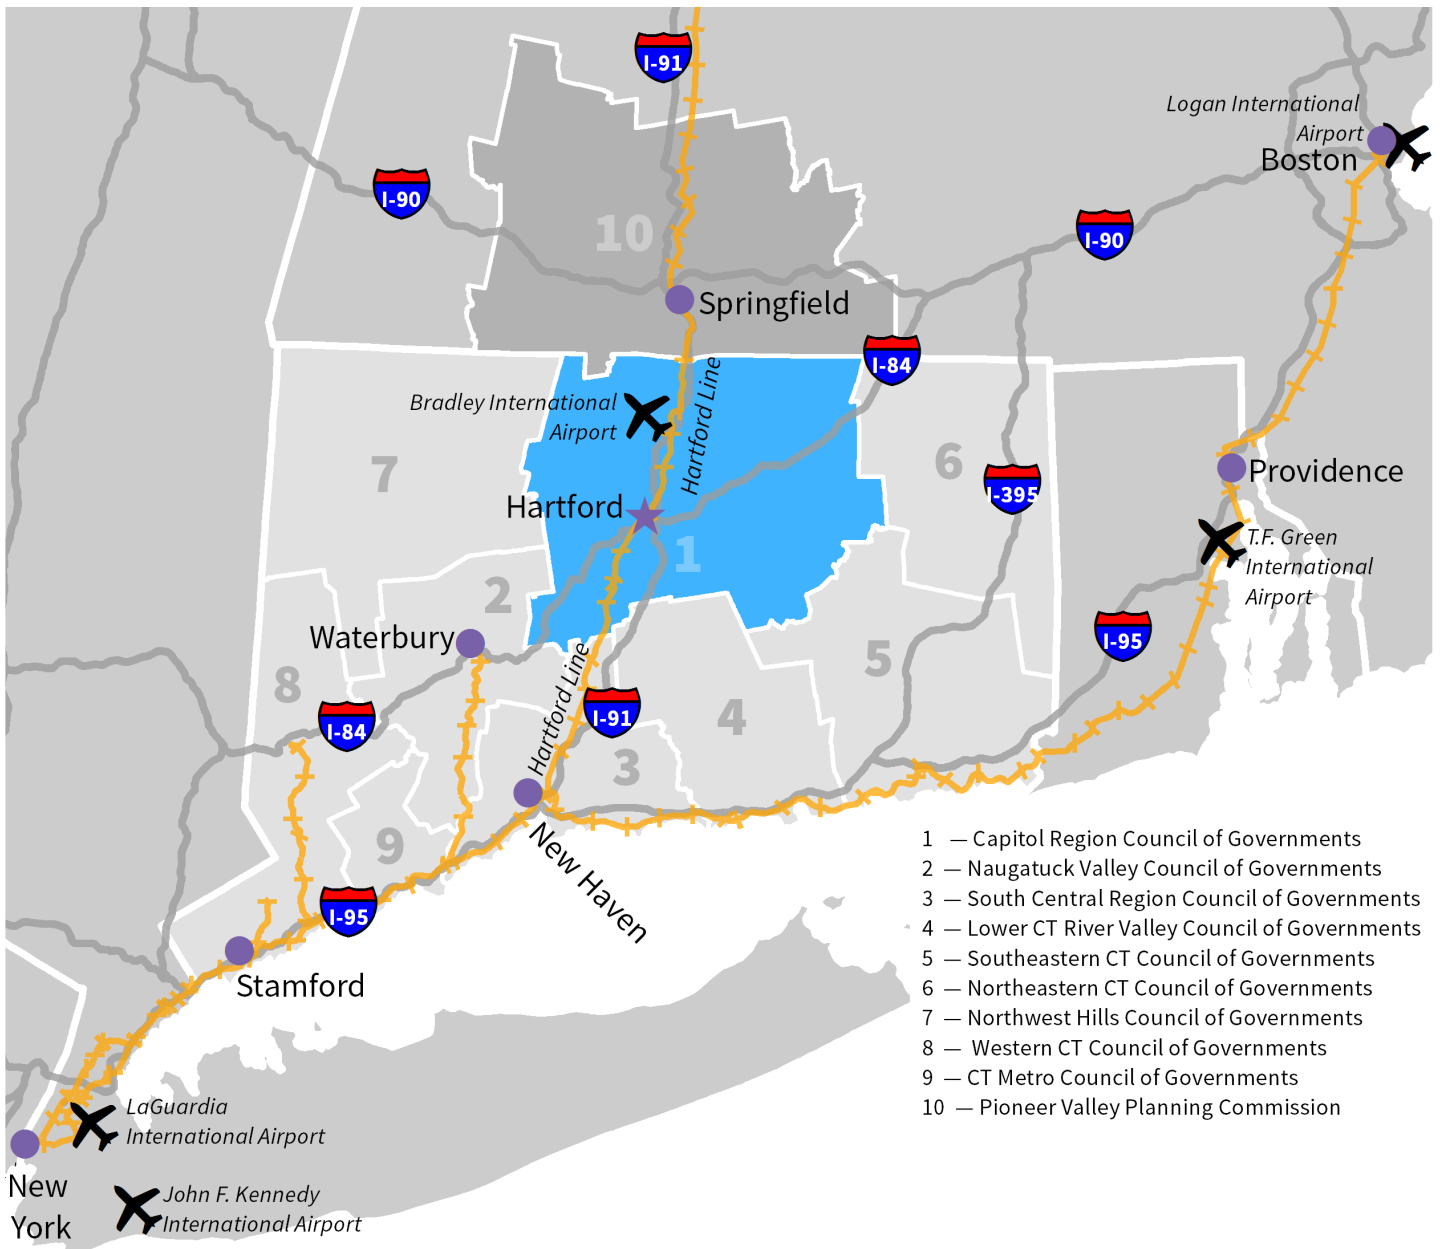 I-91
Logan International
Airport
Boston
I-90
I-90
10
Springfield
I-84
Hartford Line
Bradley International
Airport
7
6
I-395
Providence
Hartford
1
T.F. Green
International
Airport
2
Waterbury
I-95
5
8
Hartford Line
I-91
4
I-84
3
9
New Haven
I-95
Stamford
1 — Capitol Region Council of Governments
2 — Naugatuck Valley Council of Governments
3 — South Central Region Council of Governments
4 — Lower CT River Valley Council of Governments
5 — Southeastern CT Council of Governments
6 — Northeastern CT Council of Governments
7 — Northwest Hills Council of Governments
8 — Western CT Council of Governments
9 — CT Metro Council of Governments
10 — Pioneer Valley Planning Commission
LaGuardia
International Airport
New
York
John F. Kennedy
International Airport